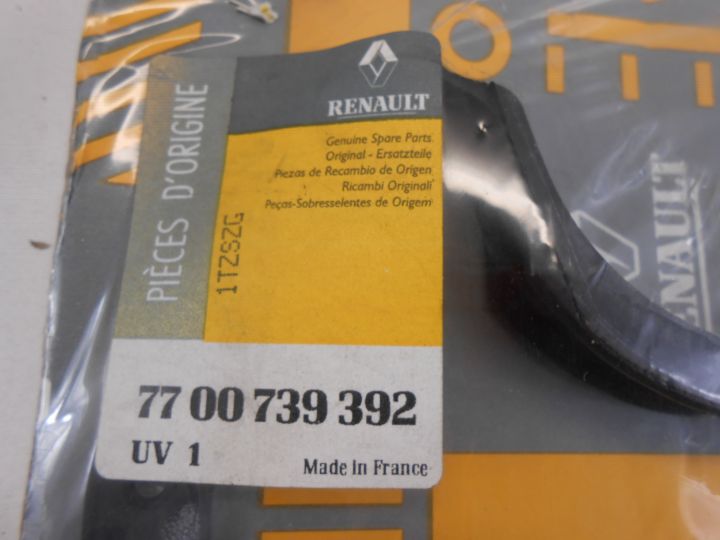 RENAULT
Genuine Spare Parts
Original - Ersatzteile
Piezas de Recambio de Origen
Ricambi Originali
Peças-Sobresselentes de Origem
PIÈCES D'ORIGINE
1TZ8ZG
77 00 739 392
UV 1
Made In France
RENAULT